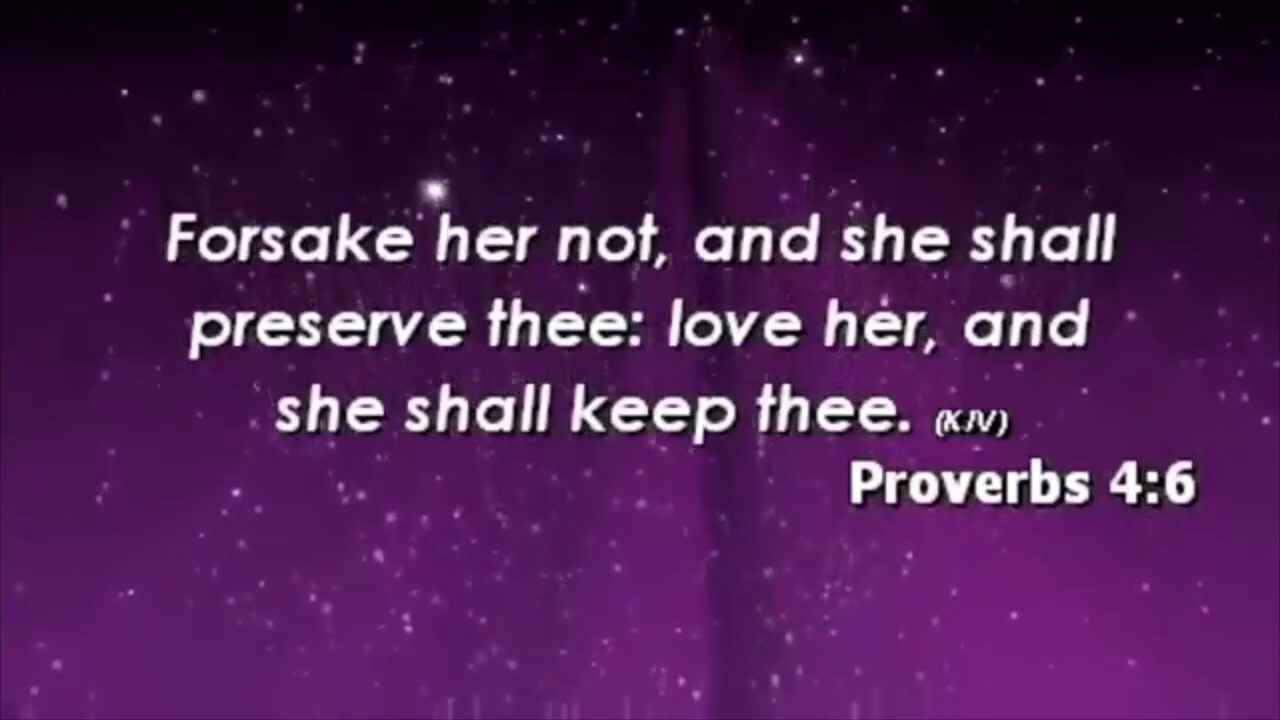 Forsake her not, and she shall
preserve thee: love her, and
she shall keep thee. (KJV)
Proverbs 4:6